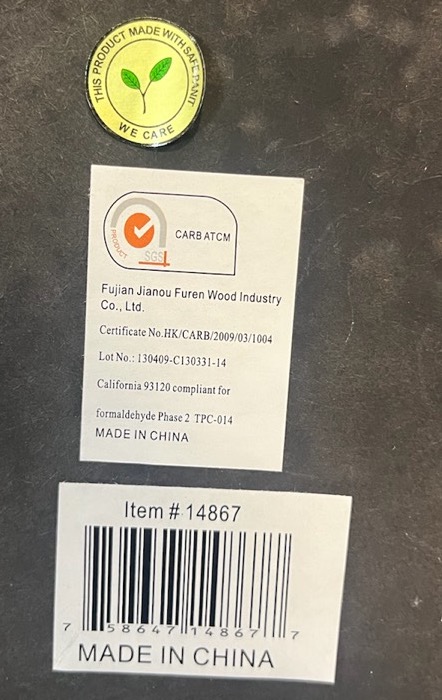 THIS PRODUCT MADE WITH SAFE PANIT
WE CARE
PRODUCT
SGS
CARB ATCM
Fujian Jianou Furen Wood Industry
Co., Ltd.
Certificate No.HK/CARB/2009/03/1004
Lot No.: 130409-C130331-14
California 93120 compliant for
formaldehyde Phase 2 TPC-014
MADE IN CHINA
Item # 14867
7 58647 14867 7
MADE IN CHINA